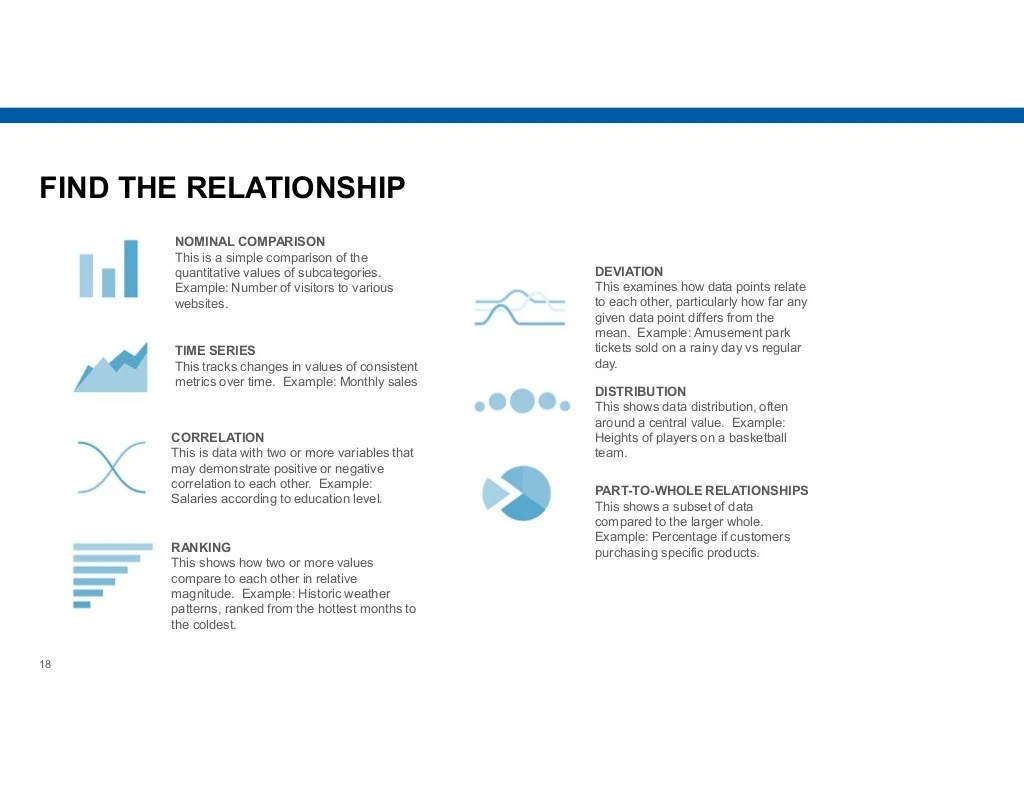 FIND THE RELATIONSHIP
NOMINAL COMPARISON
This is a simple comparison of the
quantitative values of subcategories.
Example: Number of visitors to various
websites.
TIME SERIES
This tracks changes in values of consistent
metrics over time.  Example: Monthly sales
CORRELATION
This is data with two or more variables that
may demonstrate positive or negative
correlation to each other.  Example:
Salaries according to education level.
RANKING
This shows how two or more values
compare to each other in relative
magnitude.  Example: Historic weather
patterns, ranked from the hottest months to
the coldest.
DEVIATION
This examines how data points relate
to each other, particularly how far any
given data point differs from the
mean.  Example: Amusement park
tickets sold on a rainy day vs regular
day.
DISTRIBUTION
This shows data distribution, often
around a central value.  Example:
Heights of players on a basketball
team.
PART-TO-WHOLE RELATIONSHIPS
This shows a subset of data
compared to the larger whole.
Example: Percentage if customers
purchasing specific products.
18